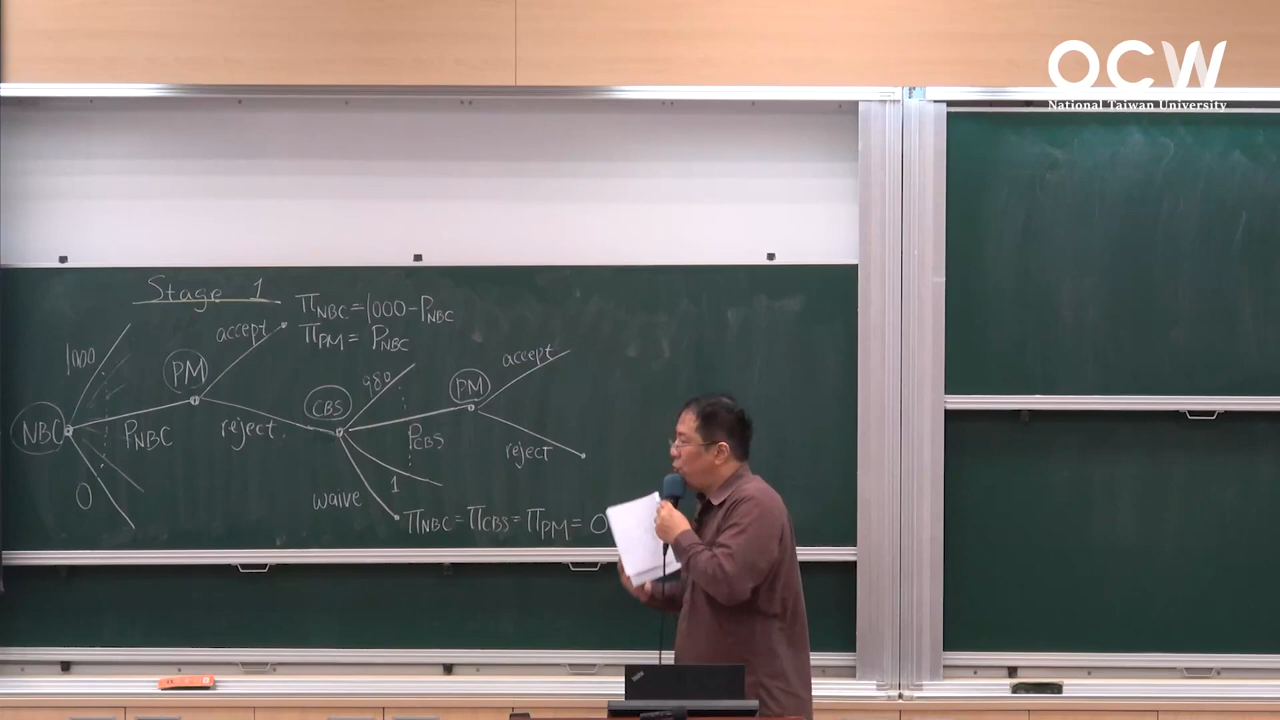 OCW
National Taiwan University
Stage 1
π_NBC = 1000 - P_NBC
π_PM = P_NBC
accept
accept
1000
PM
980
PM
CBS
NBC
P_NBC
reject
P_CBS
reject
0
waive
1
π_NBC = π_CBS = π_PM = 0